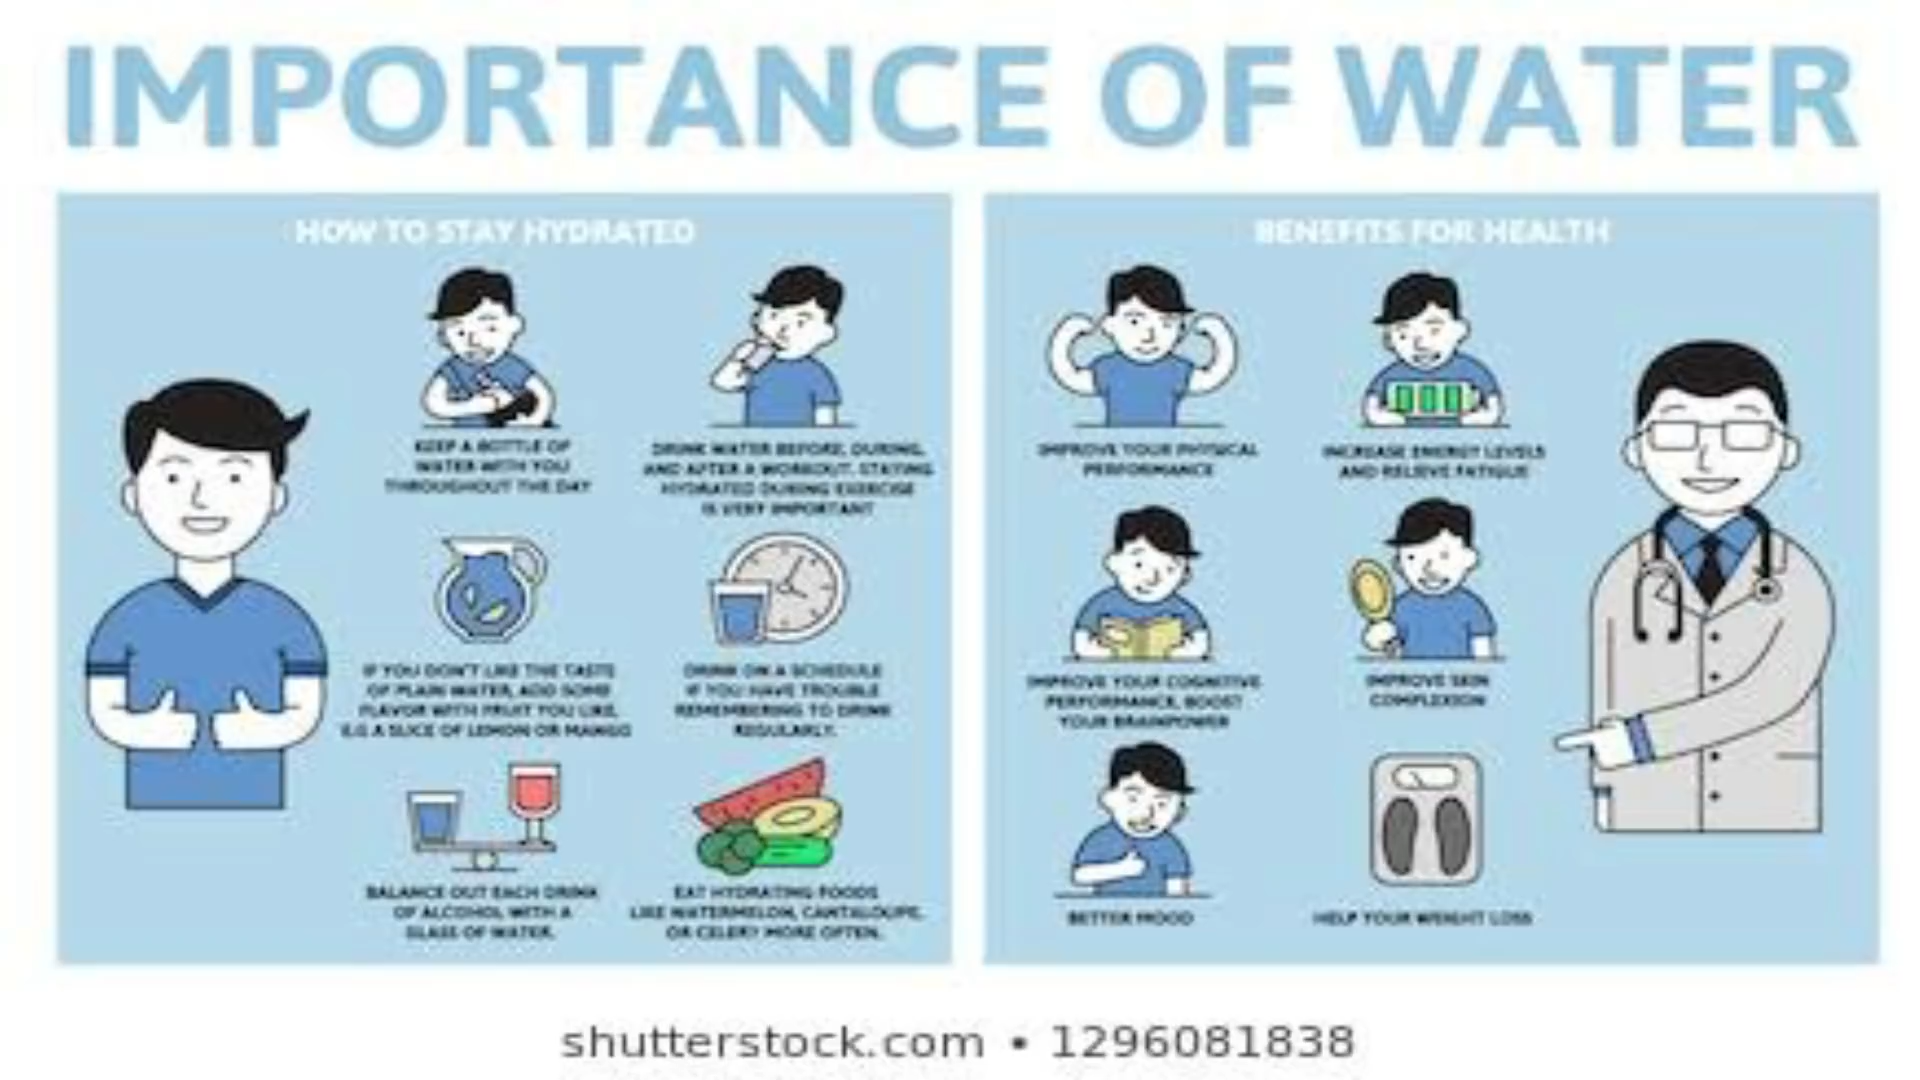 IMPORTANCE OF WATER
HOW TO STAY HYDRATED
KEEP A BOTTLE OF
WATER WITH YOU
THROUGHOUT THE DAY
DRINK WATER BEFORE, DURING,
AND AFTER A WORKOUT. STAYING
HYDRATED DURING EXERCISE
IS VERY IMPORTANT
IF YOU DON'T LIKE THE TASTE
OF PLAIN WATER, ADD SOME
FLAVOR WITH FRUIT YOU LIKE,
E.G A SLICE OF LEMON OR MANGO
DRINK ON A SCHEDULE
IF YOU HAVE TROUBLE
REMEMBERING TO DRINK
REGULARLY.
BALANCE OUT EACH DRINK
OF ALCOHOL WITH A
GLASS OF WATER.
EAT HYDRATING FOODS
LIKE WATERMELON, CANTALOUPE,
OR CELERY MORE OFTEN.
BENEFITS FOR HEALTH
IMPROVE YOUR PHYSICAL
PERFORMANCE
INCREASE ENERGY LEVELS
AND RELIEVE FATIGUE
IMPROVE YOUR COGNITIVE
PERFORMANCE, BOOST
YOUR BRAINPOWER
IMPROVE SKIN
COMPLEXION
BETTER MOOD
HELP YOUR WEIGHT LOSS
shutterstock.com • 1296081838